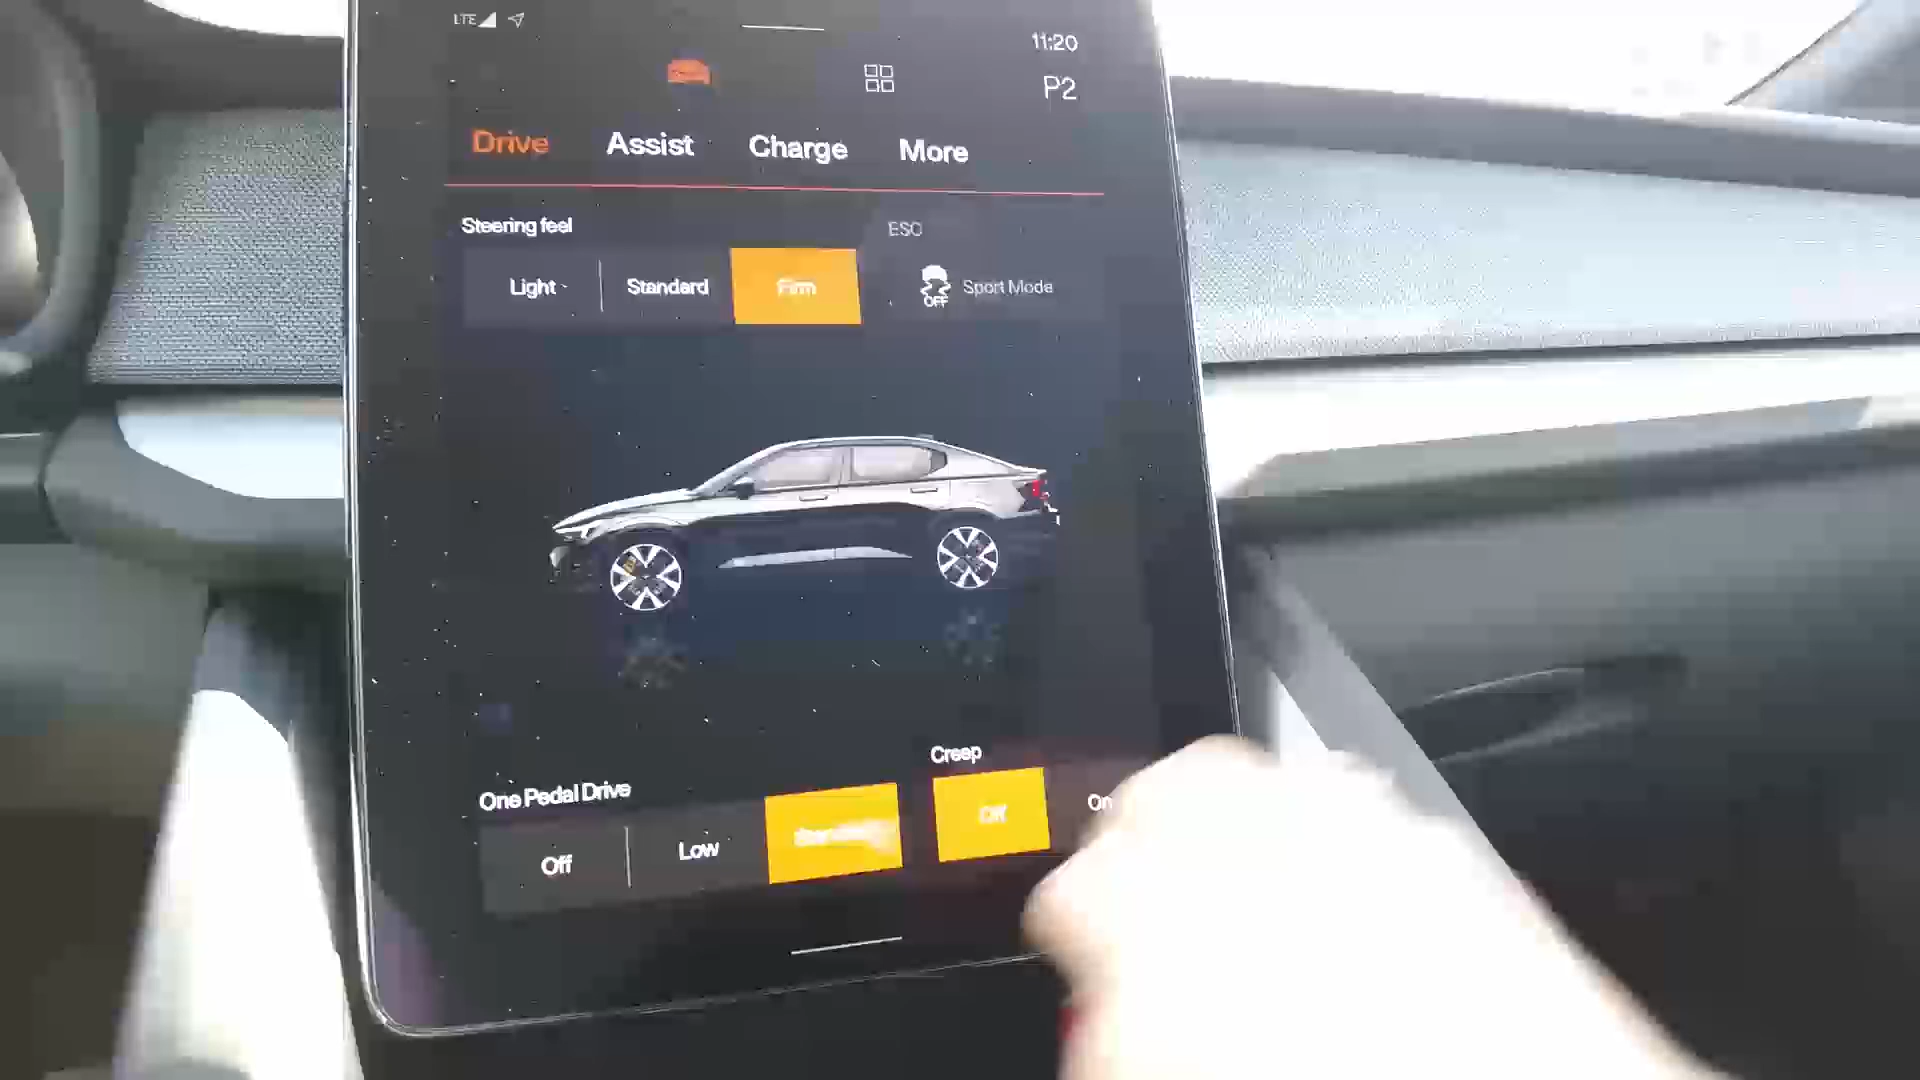 LTE
11:20
P2
Drive Assist Charge More
Steering feel
ESC
Light Standard Firm
OFF Sport Mode
Creep
One Pedal Drive
Off Low
Off On